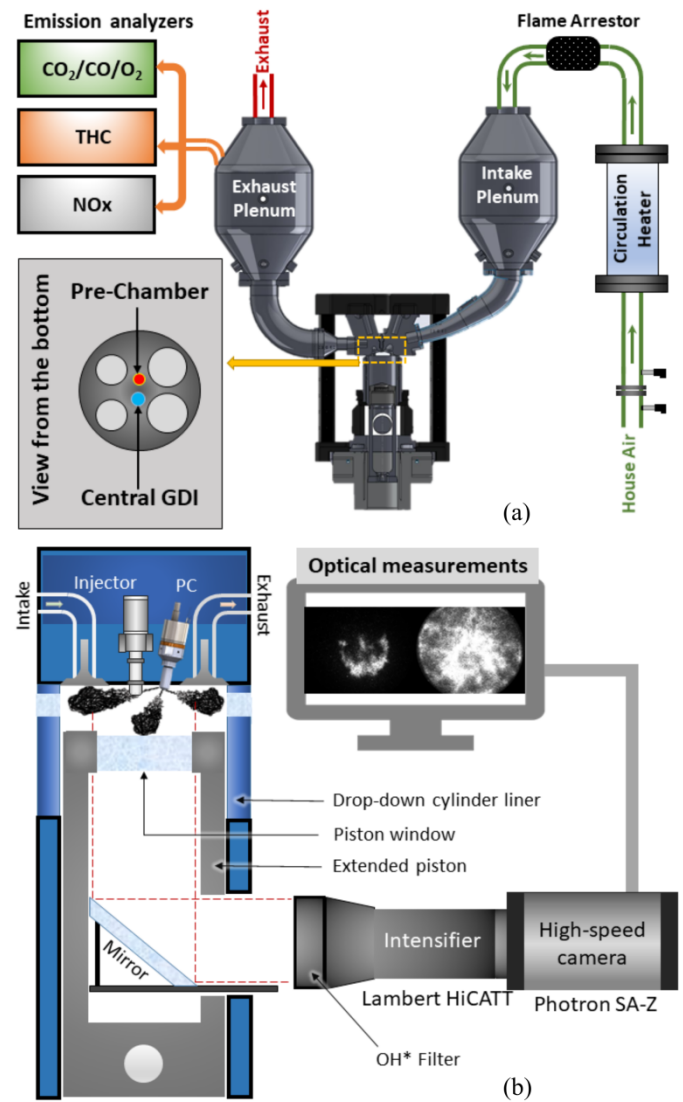 Emission analyzers
CO₂/CO/O₂
THC
NOx
Exhaust
Exhaust
Plenum
Flame Arrestor
Intake
Plenum
Circulation
Heater
House Air
View from the bottom
Pre-Chamber
Central GDI
(a)
Intake
Injector
PC
Exhaust
Optical measurements
Drop-down cylinder liner
Piston window
Extended piston
Mirror
Intensifier
Lambert HiCATT
High-speed
camera
Photron SA-Z
OH* Filter
(b)